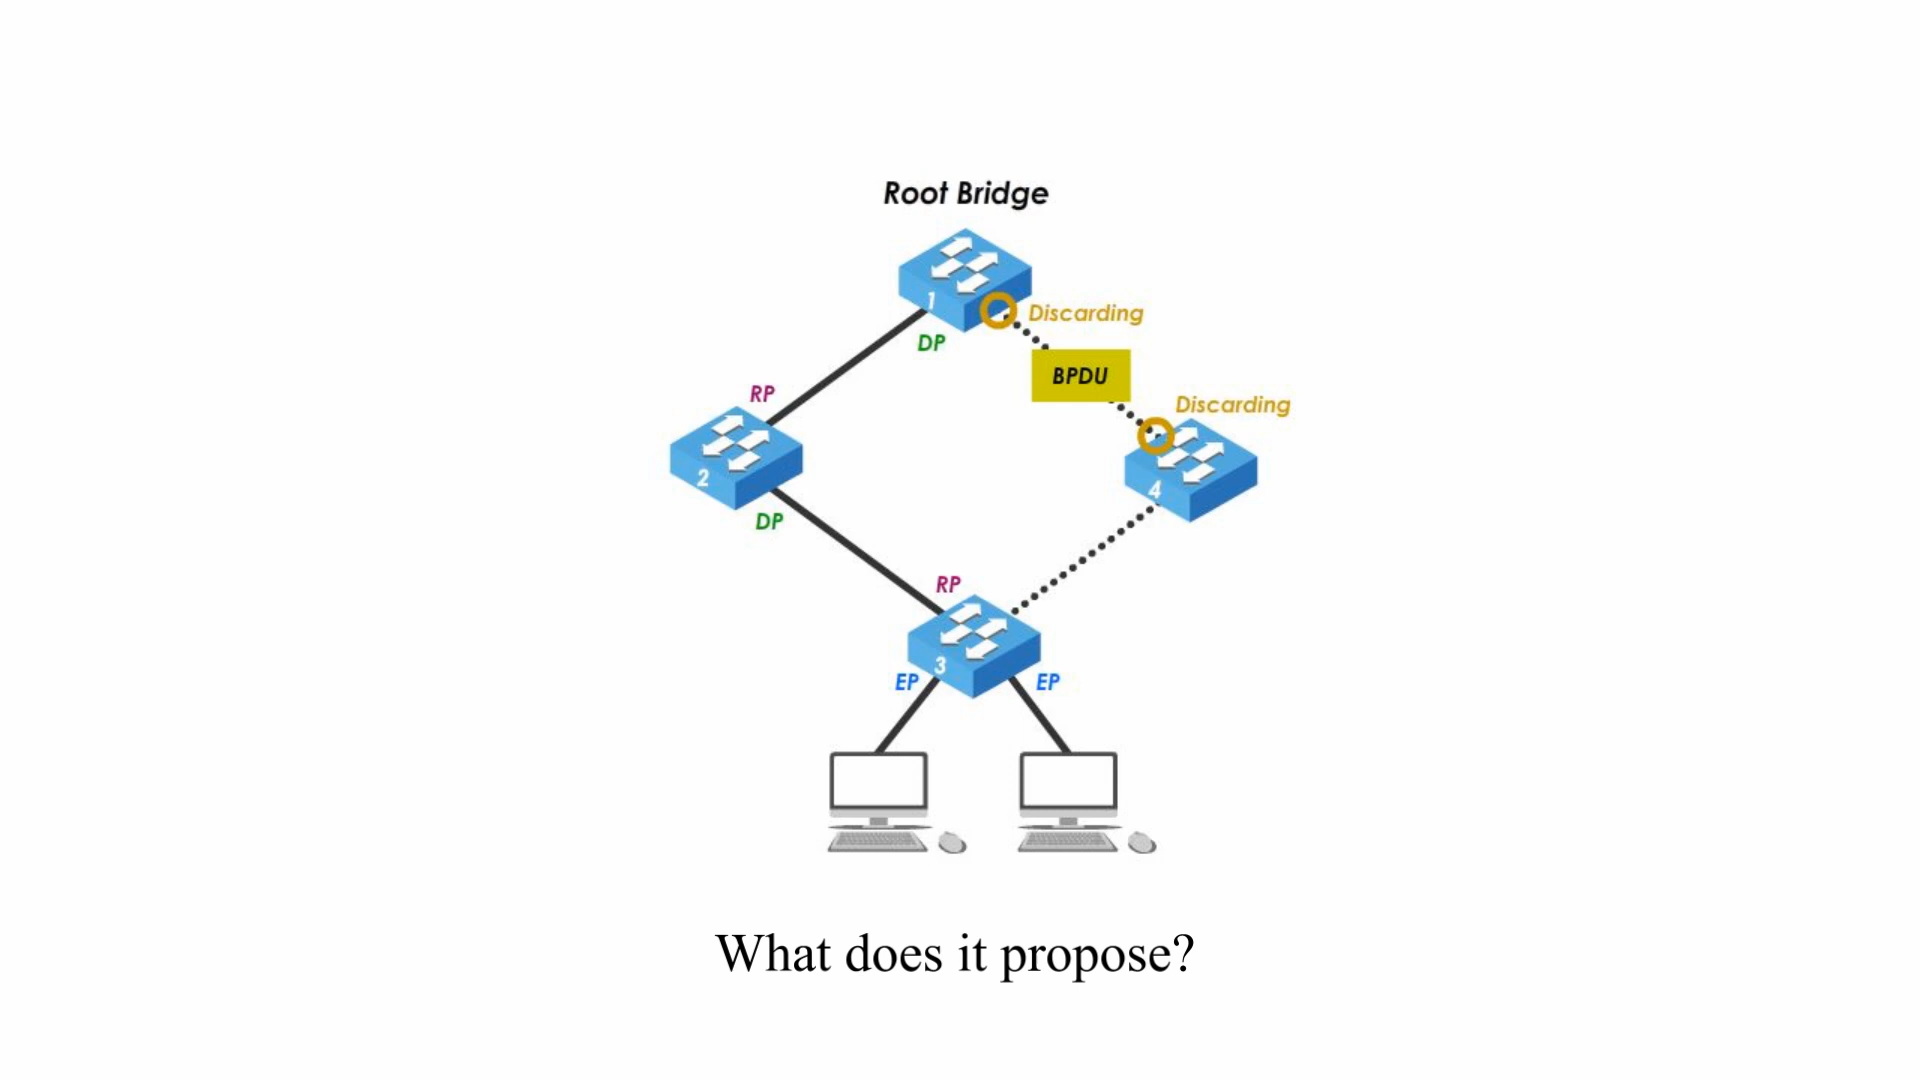 Root Bridge
1
Discarding
DP
BPDU
RP
Discarding
2
4
DP
RP
3
EP
EP
What does it propose?